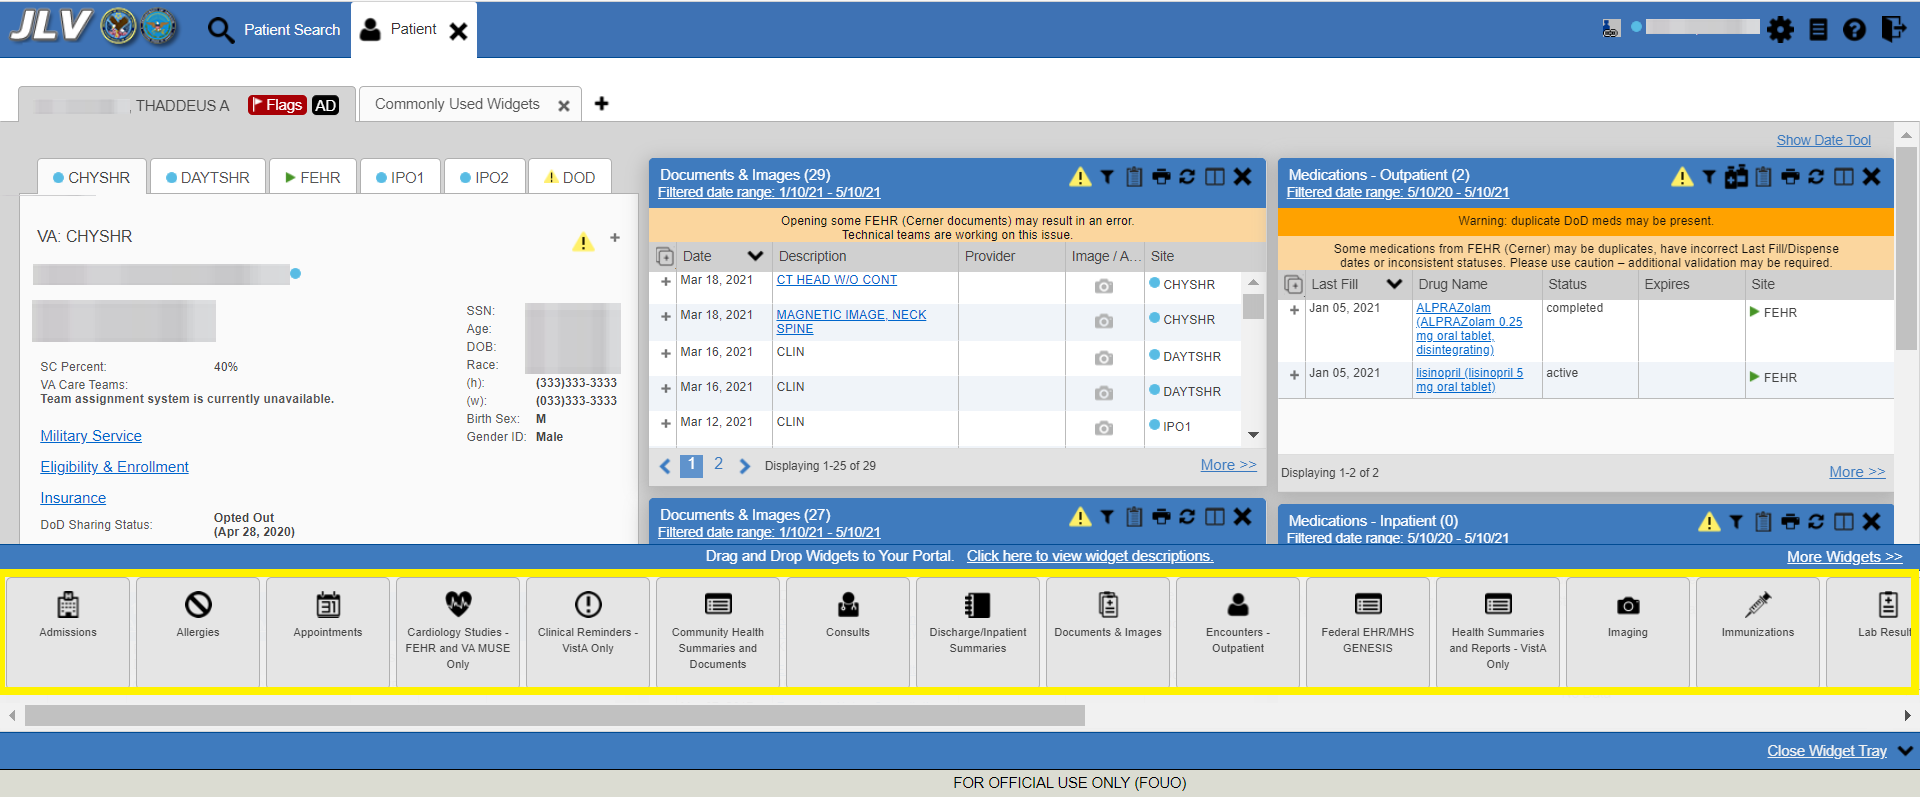 JLV
Patient Search
Patient
, THADDEUS A
Flags
AD
Commonly Used Widgets
Show Date Tool
CHYSHR
DAYTSHR
FEHR
IPO1
IPO2
DOD
VA: CHYSHR
SSN:
Age:
DOB:
Race:
SC Percent: 40%
(h): (333)333-3333
VA Care Teams:
(w): (033)333-3333
Team assignment system is currently unavailable.
Birth Sex: M
Gender ID: Male
Military Service
Eligibility & Enrollment
Insurance
DoD Sharing Status: Opted Out
(Apr 28, 2020)
Documents & Images (29)
Filtered date range: 1/10/21 - 5/10/21
Opening some FEHR (Cerner documents) may result in an error.
Technical teams are working on this issue.
Date Description Provider Image / A... Site
Mar 18, 2021 CT HEAD W/O CONT CHYSHR
Mar 18, 2021 MAGNETIC IMAGE, NECK
SPINE CHYSHR
Mar 16, 2021 CLIN DAYTSHR
Mar 16, 2021 CLIN DAYTSHR
Mar 12, 2021 CLIN IPO1
1 2 Displaying 1-25 of 29 More >>
Documents & Images (27)
Filtered date range: 1/10/21 - 5/10/21
Medications - Outpatient (2)
Filtered date range: 5/10/20 - 5/10/21
Warning: duplicate DoD meds may be present.
Some medications from FEHR (Cerner) may be duplicates, have incorrect Last Fill/Dispense
dates or inconsistent statuses. Please use caution – additional validation may be required.
Last Fill Drug Name Status Expires Site
Jan 05, 2021 ALPRAZolam completed FEHR
(ALPRAZolam 0.25
mg oral tablet,
disintegrating)
Jan 05, 2021 lisinopril (lisinopril 5 active FEHR
mg oral tablet)
Displaying 1-2 of 2 More >>
Medications - Inpatient (0)
Filtered date range: 5/10/20 - 5/10/21
Drag and Drop Widgets to Your Portal. Click here to view widget descriptions. More Widgets >>
Admissions
Allergies
31
Appointments
Cardiology Studies -
FEHR and VA MUSE
Only
Clinical Reminders -
VistA Only
Community Health
Summaries and
Documents
Consults
Discharge/Inpatient
Summaries
Documents & Images
Encounters -
Outpatient
Federal EHR/MHS
GENESIS
Health Summaries
and Reports - VistA
Only
Imaging
Immunizations
Lab Result
Close Widget Tray
FOR OFFICIAL USE ONLY (FOUO)